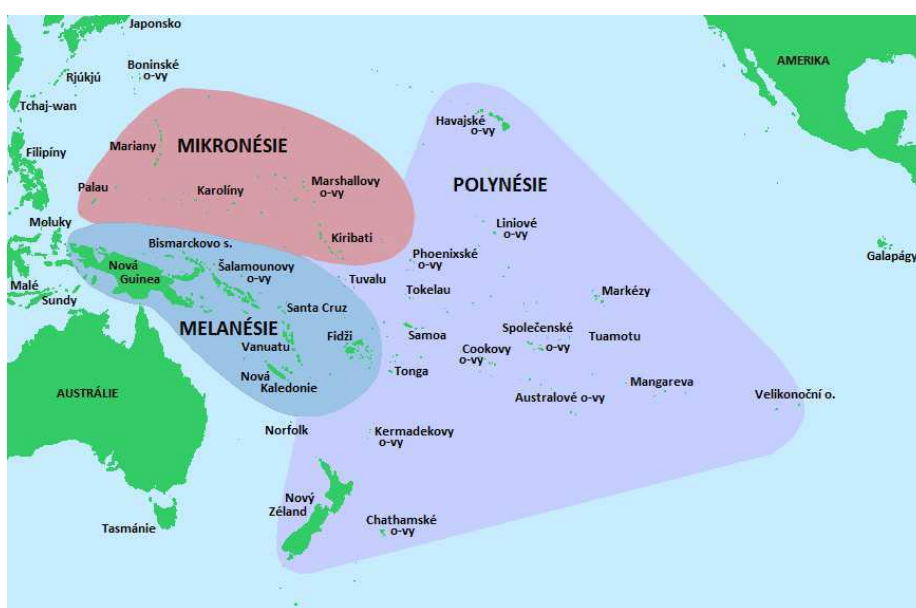 Japonsko
Boninské
o-vy
Rjúkjú
Tchaj-wan
AMERIKA
Havajské
o-vy
Mariany
MIKRONÉSIE
Filipíny
POLYNÉSIE
Palau
Karolíny
Marshallovy
o-vy
Moluky
Liniové
o-vy
Bismarckovo s.
Kiribati
Galapágy
Phoenixské
o-vy
Nová
Guinea
Šalamounovy
o-vy
Tuvalu
Malé
Sundy
Tokelau
Markézy
Santa Cruz
MELANÉSIE
Fidži
Samoa
Společenské
o-vy
Tuamotu
Vanuatu
Cookovy
o-vy
Tonga
Nová
Kaledonie
Mangareva
AUSTRÁLIE
Australové o-vy
Velikonoční o.
Norfolk
Kermadekovy
o-vy
Nový
Zéland
Chathamské
o-vy
Tasmánie